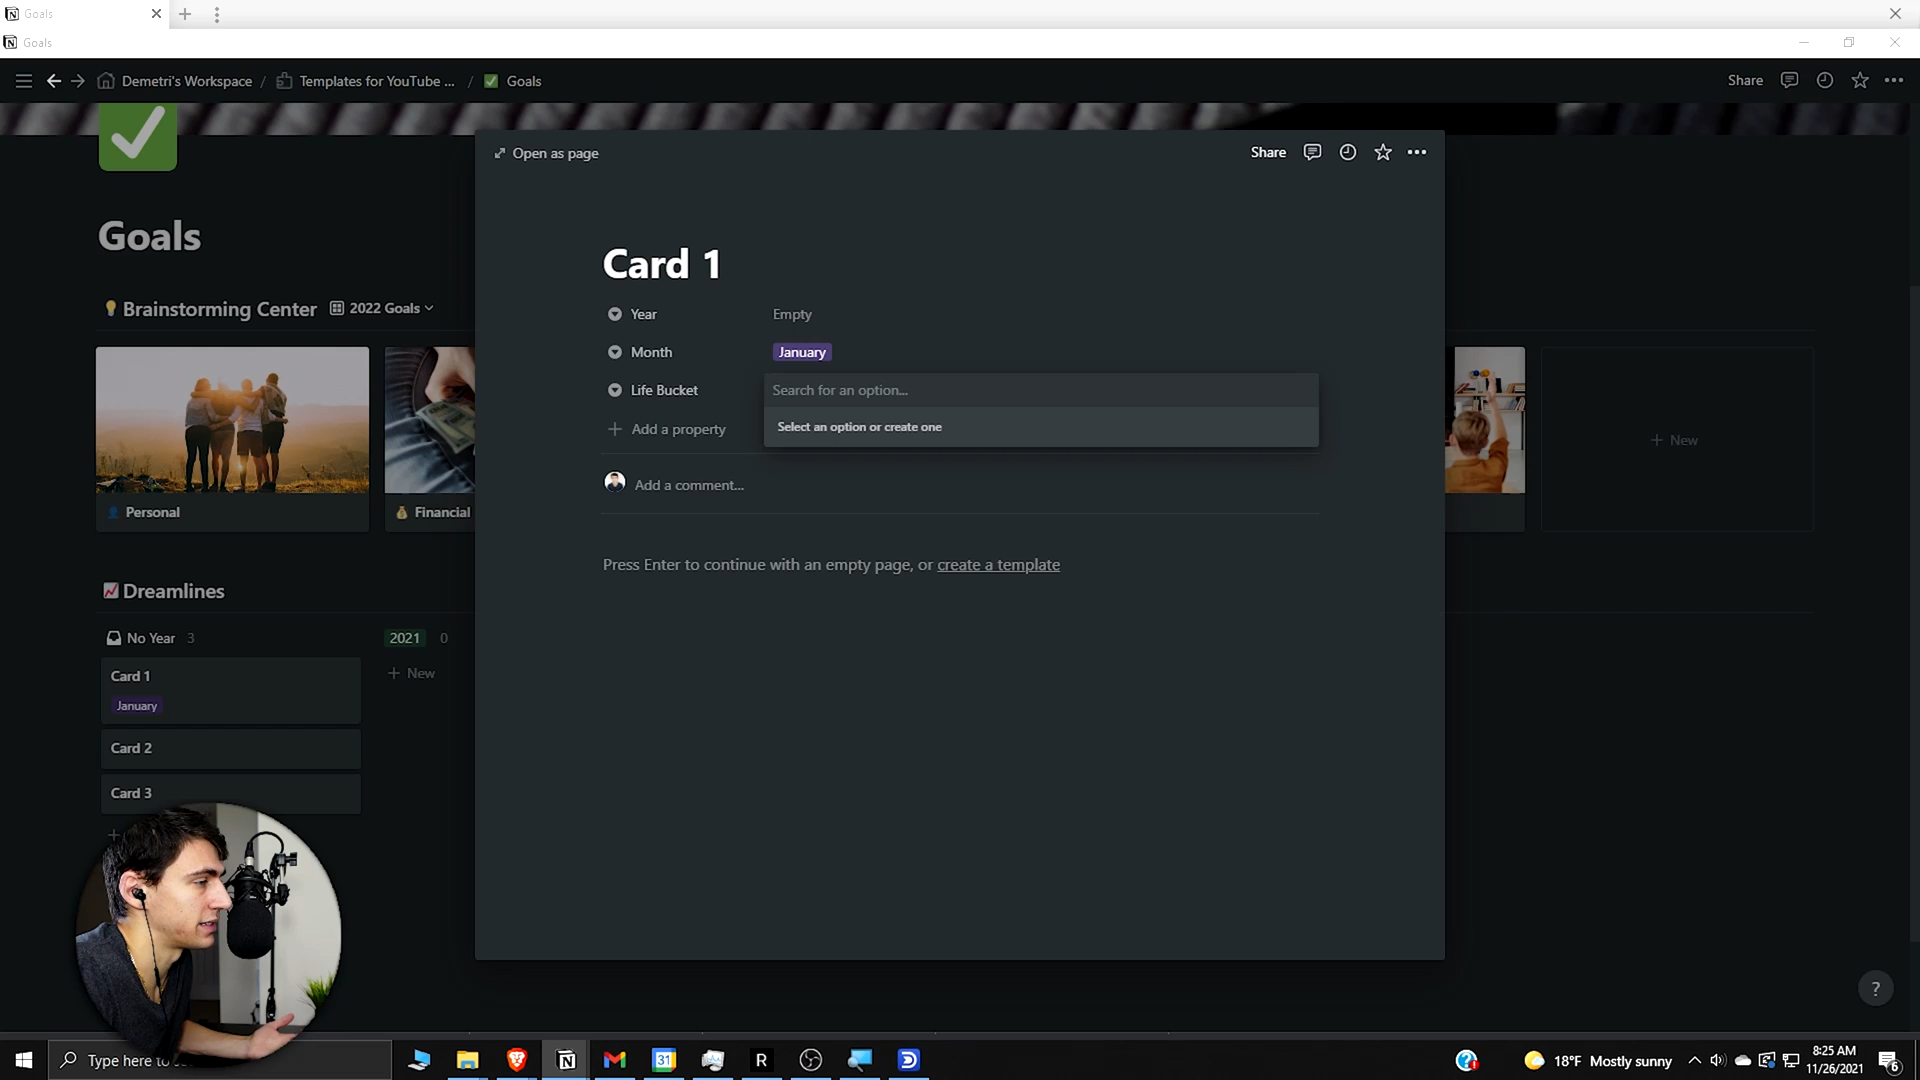 Goals
Goals
Demetri's Workspace / Templates for YouTube ... / Goals
Share
Open as page
Share
Goals
Card 1
Brainstorming Center
2022 Goals
Year
Empty
Month
January
Life Bucket
Search for an option...
Add a property
Select an option or create one
New
Add a comment...
Personal
Financial
Press Enter to continue with an empty page, or create a template
Dreamlines
No Year 3
2021 0
Card 1
New
January
Card 2
Card 3
?
Type here to
31
R
18°F Mostly sunny
8:25 AM
11/26/2021
6